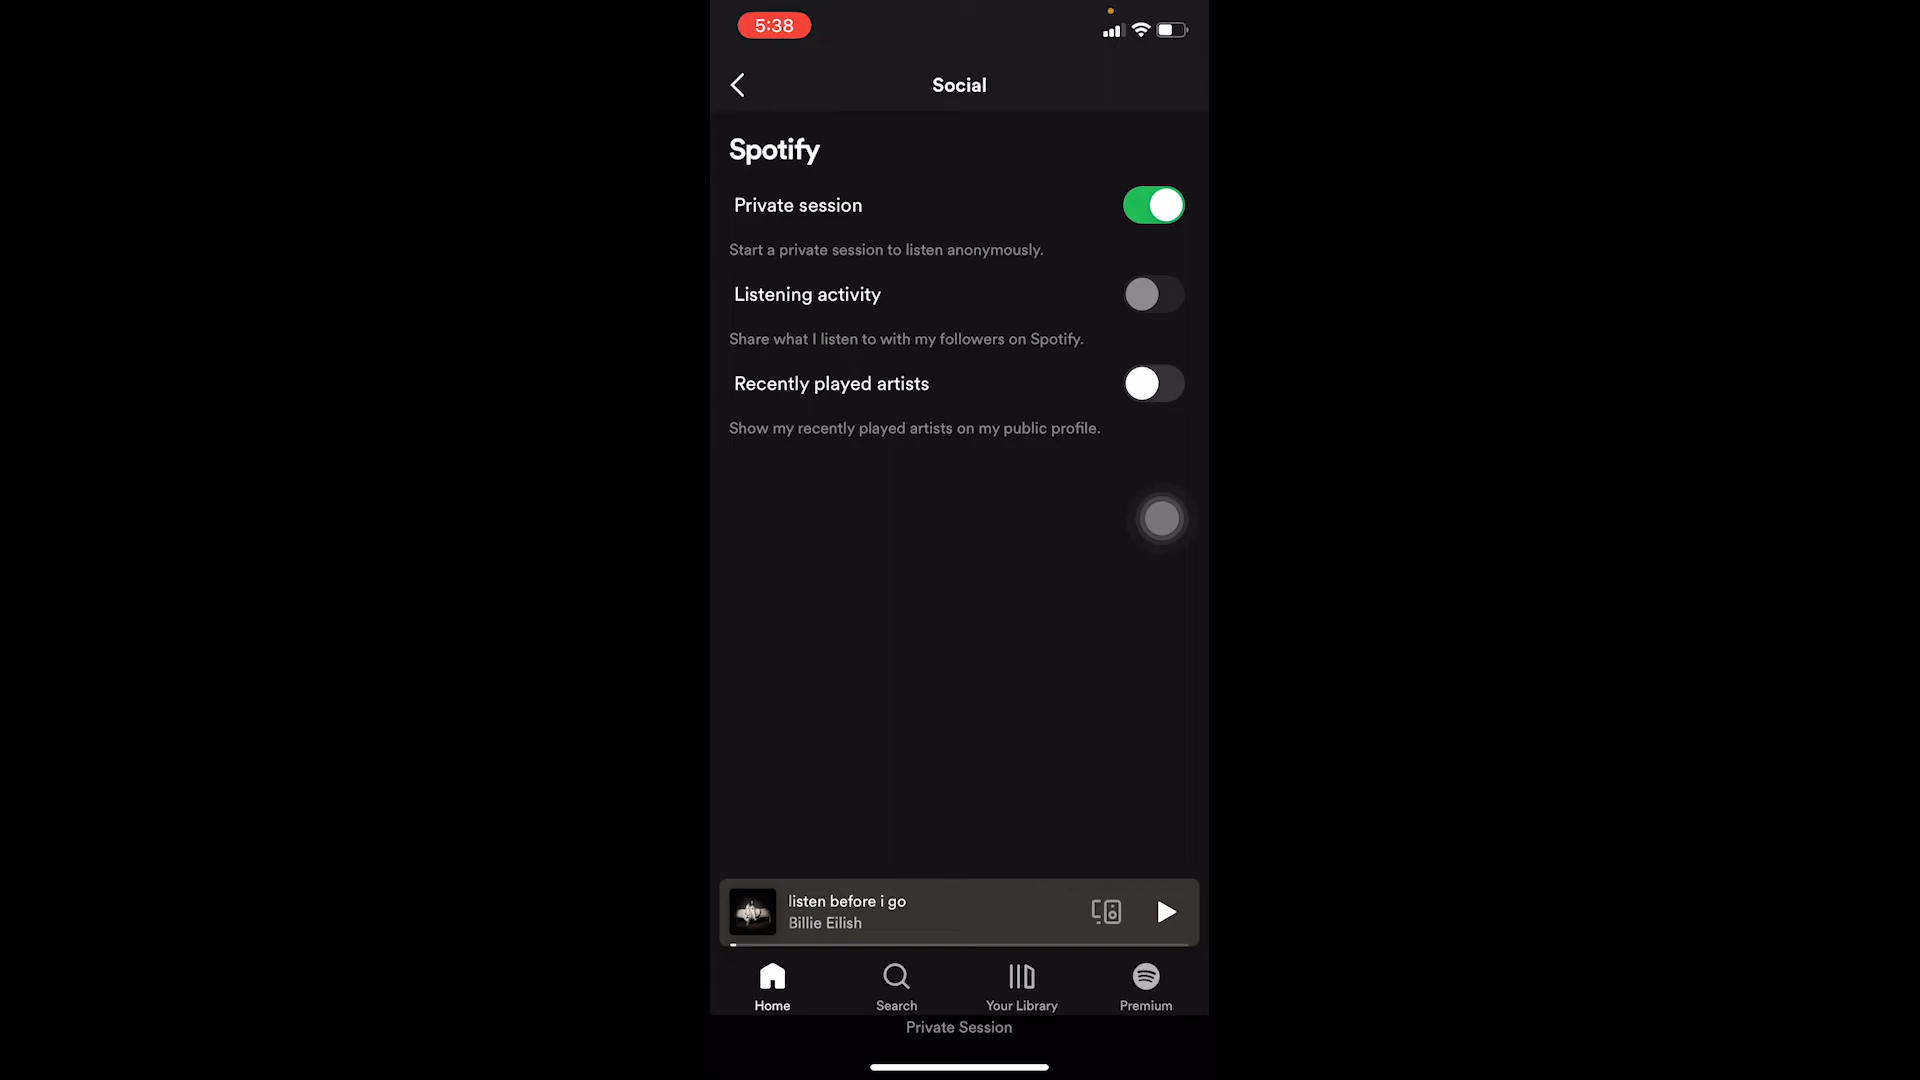 5:38
Social
Spotify
Private session
Start a private session to listen anonymously.
Listening activity
Share what I listen to with my followers on Spotify.
Recently played artists
Show my recently played artists on my public profile.
listen before i go
Billie Eilish
Home
Search
Your Library
Premium
Private Session